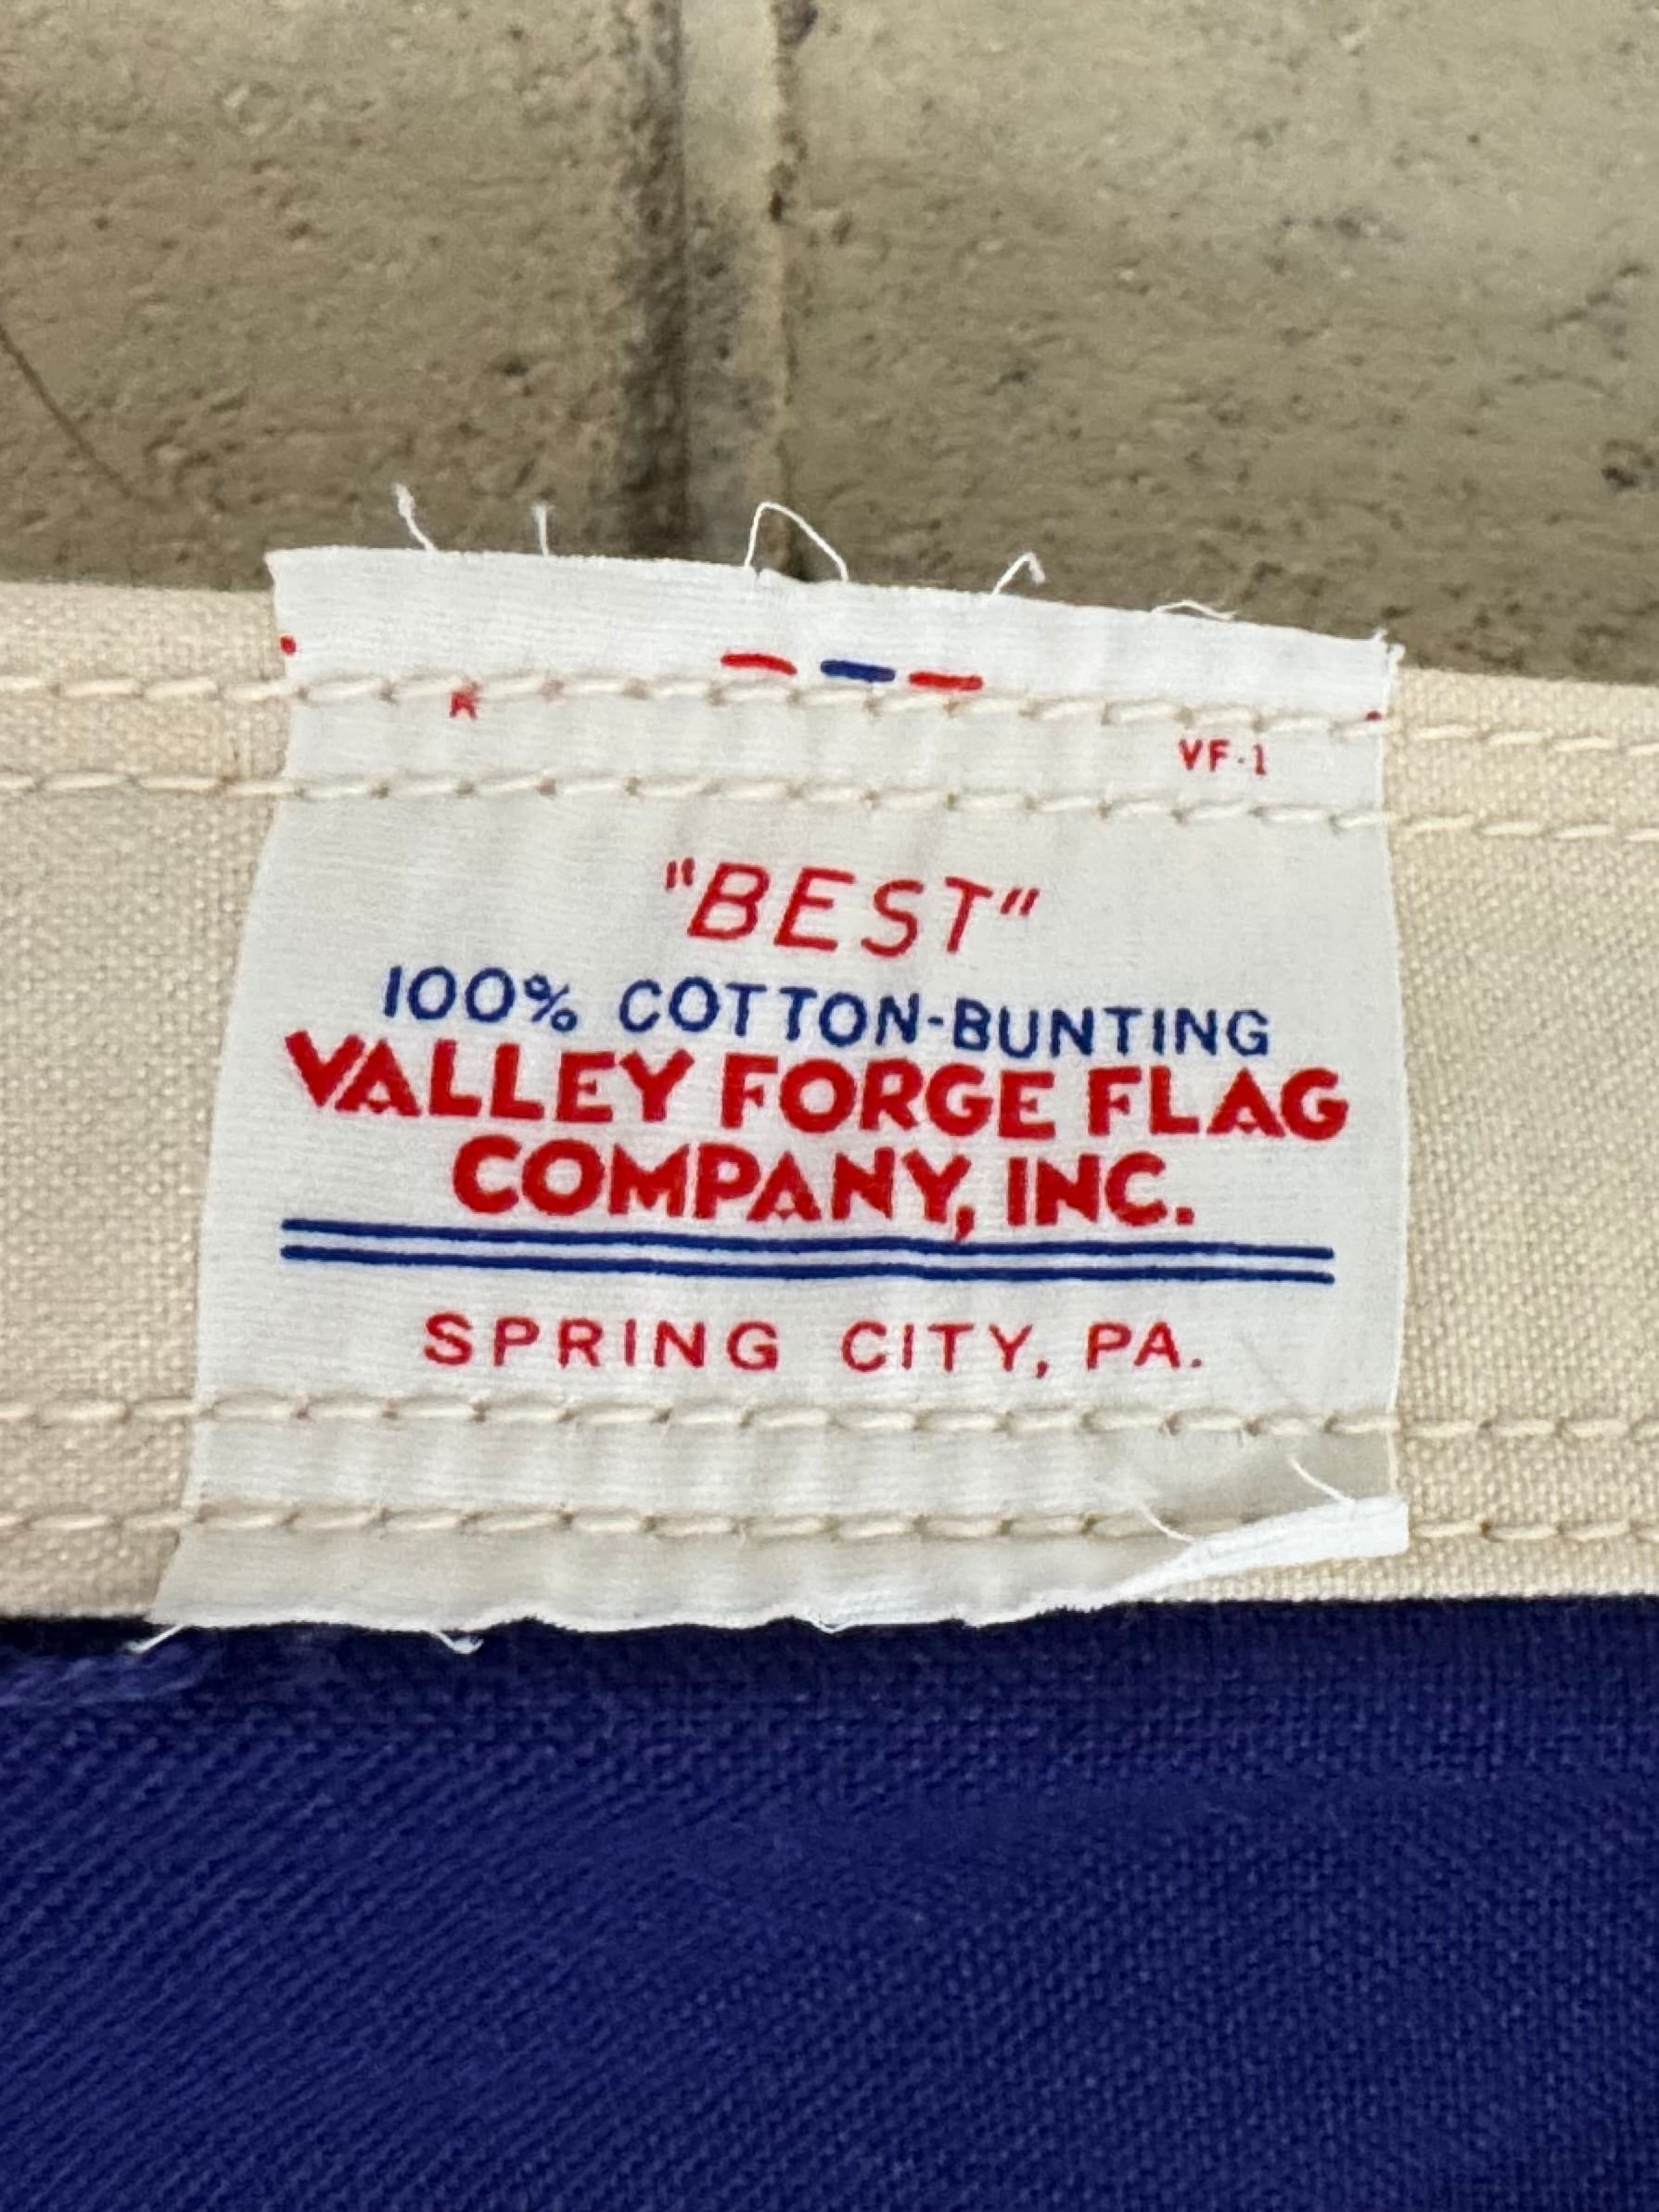 VF-1
"BEST"
100% COTTON-BUNTING
VALLEY FORGE FLAG
COMPANY, INC.
SPRING CITY, PA.